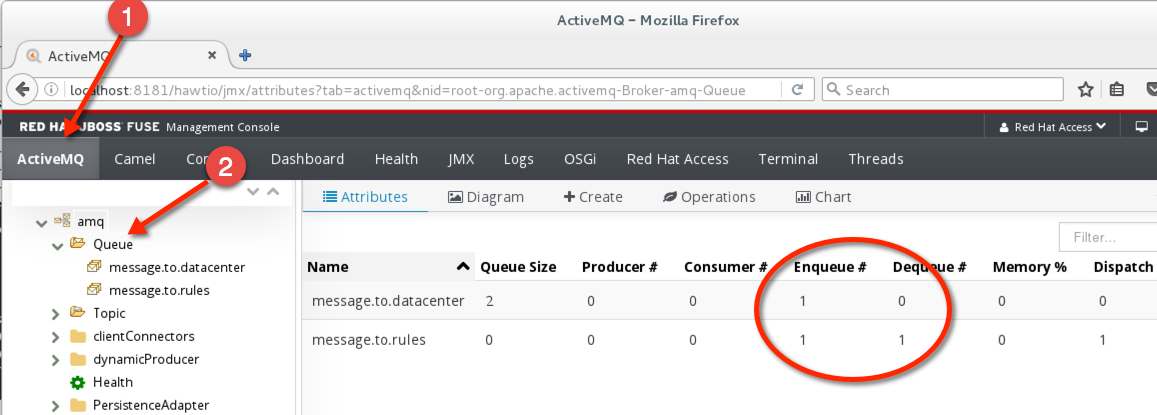 1
ActiveMQ – Mozilla Firefox
ActiveMQ
localhost:8181/hawtio/jmx/attributes?tab=activemq&nid=root-org.apache.activemq-Broker-amq-Queue
Search
RED HAT JBOSS FUSE Management Console
Red Hat Access
ActiveMQ Camel Dashboard Health JMX Logs OSGi Red Hat Access Terminal Threads
2
Attributes Diagram Create Operations Chart
amq
Queue
message.to.datacenter
message.to.rules
Topic
clientConnectors
dynamicProducer
Health
PersistenceAdapter
Filter...
Name Queue Size Producer # Consumer # Enqueue # Dequeue # Memory % Dispatch
message.to.datacenter 2 0 0 1 0 0 0
message.to.rules 0 0 0 1 1 0 1